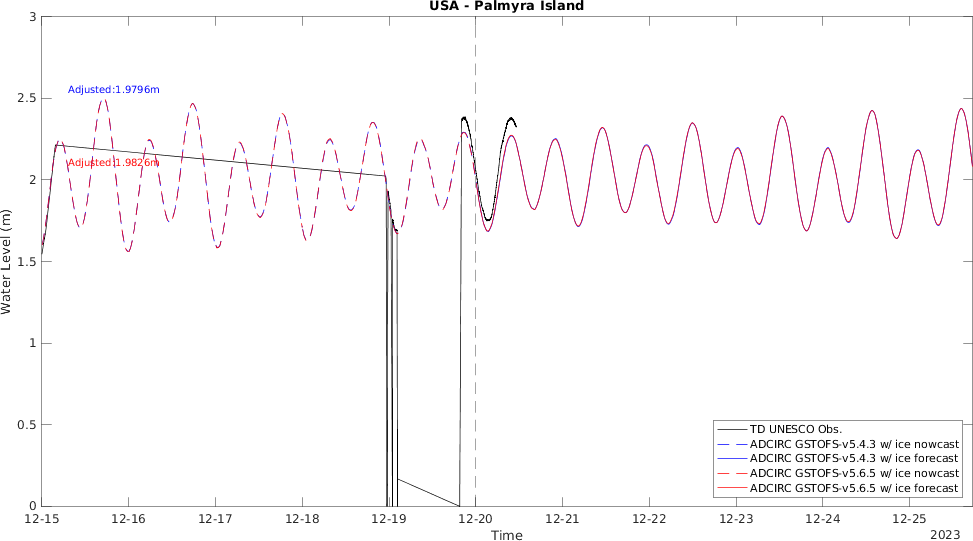 USA - Palmyra Island
3
2.5
2
1.5
1
0.5
0
Water Level (m)
Adjusted:1.9796m
Adjusted:1.9826m
TD UNESCO Obs.
ADCIRC GSTOFS-v5.4.3 w/ ice nowcast
ADCIRC GSTOFS-v5.4.3 w/ ice forecast
ADCIRC GSTOFS-v5.6.5 w/ ice nowcast
ADCIRC GSTOFS-v5.6.5 w/ ice forecast
12-15 12-16 12-17 12-18 12-19 12-20 12-21 12-22 12-23 12-24 12-25
Time
2023